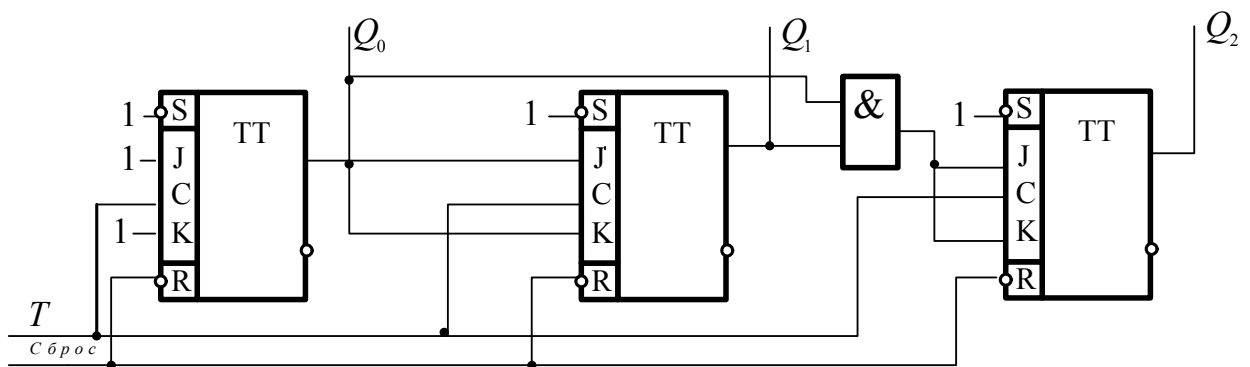 Q₀ Q₁ Q₂
1 S TT 1 S TT & 1 S TT
1 J J J
C C C
1 K K K
R R R
T
Сброс